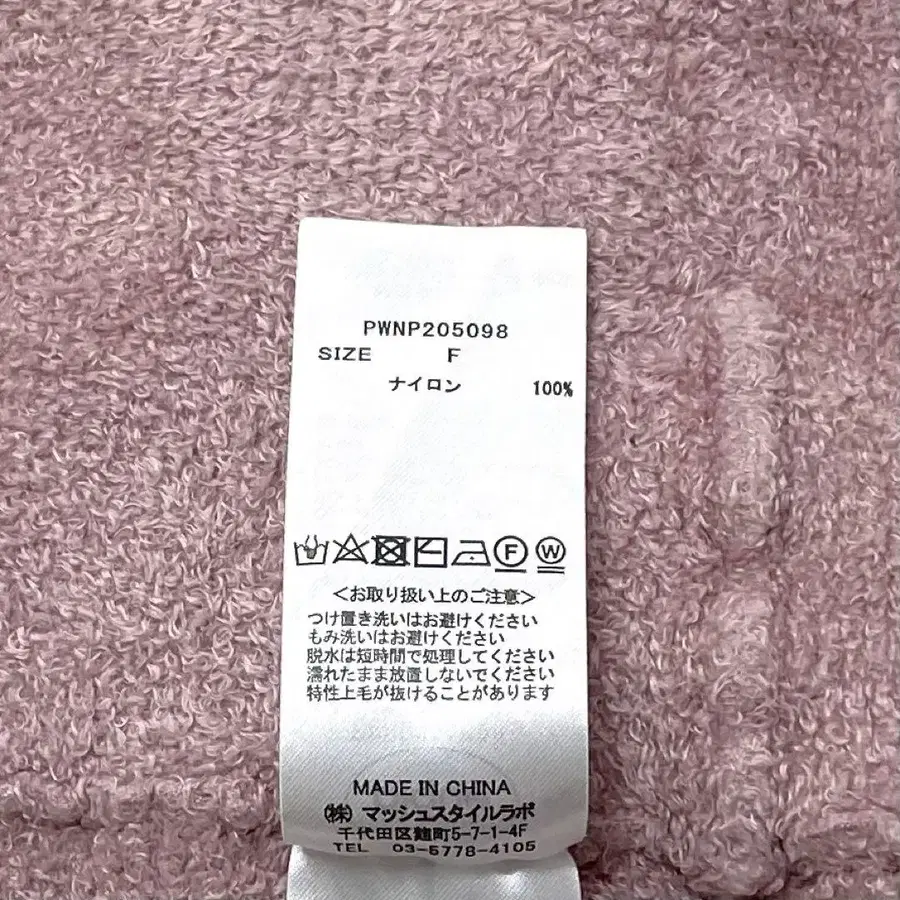 PWNP205098
SIZE F
ナイロン 100%
F W
<お取り扱い上のご注意>
つけ置き洗いはお避けください
もみ洗いはお避けください
脱水は短時間で処理してください
濡れたまま放置しないでください
特性上毛が抜けることがあります
MADE IN CHINA
㈱ マッシュスタイルラボ
千代田区麹町5-7-1-4F
TEL 03-5778-4105